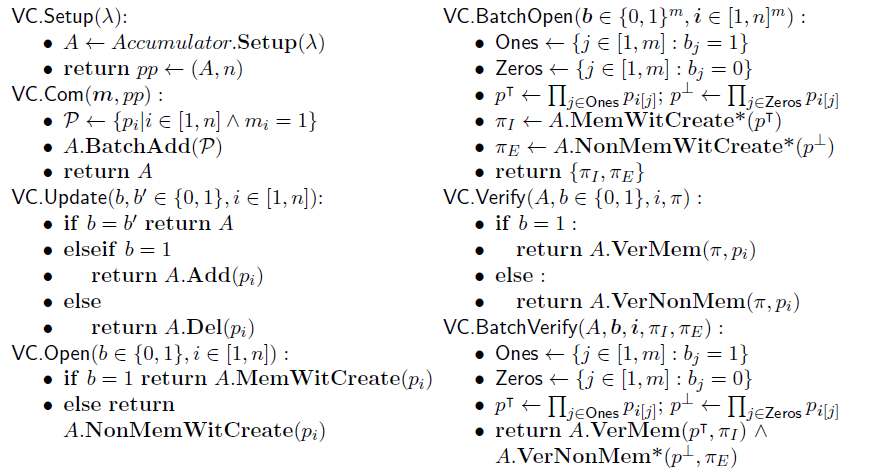 VC.Setup(λ):
• A ← Accumulator.Setup(λ)
• return pp ← (A, n)
VC.Com(m, pp) :
• 𝒫 ← {p_i | i ∈ [1, n] ∧ m_i = 1}
• A.BatchAdd(𝒫)
• return A
VC.Update(b, b′ ∈ {0, 1}, i ∈ [1, n]):
• if b = b′ return A
• elseif b = 1
• return A.Add(p_i)
• else
• return A.Del(p_i)
VC.Open(b ∈ {0, 1}, i ∈ [1, n]) :
• if b = 1 return A.MemWitCreate(p_i)
• else return
A.NonMemWitCreate(p_i)
VC.BatchOpen(b ∈ {0, 1}^m, i ∈ [1, n]^m) :
• Ones ← {j ∈ [1, m] : b_j = 1}
• Zeros ← {j ∈ [1, m] : b_j = 0}
• p^⊤ ← ∏_{j∈Ones} p_{i[j]}; p^⊥ ← ∏_{j∈Zeros} p_{i[j]}
• π_I ← A.MemWitCreate*(p^⊤)
• π_E ← A.NonMemWitCreate*(p^⊥)
• return {π_I, π_E}
VC.Verify(A, b ∈ {0, 1}, i, π) :
• if b = 1 :
• return A.VerMem(π, p_i)
• else :
• return A.VerNonMem(π, p_i)
VC.BatchVerify(A, b, i, π_I, π_E) :
• Ones ← {j ∈ [1, m] : b_j = 1}
• Zeros ← {j ∈ [1, m] : b_j = 0}
• p^⊤ ← ∏_{j∈Ones} p_{i[j]}; p^⊥ ← ∏_{j∈Zeros} p_{i[j]}
• return A.VerMem(p^⊤, π_I) ∧
A.VerNonMem*(p^⊥, π_E)